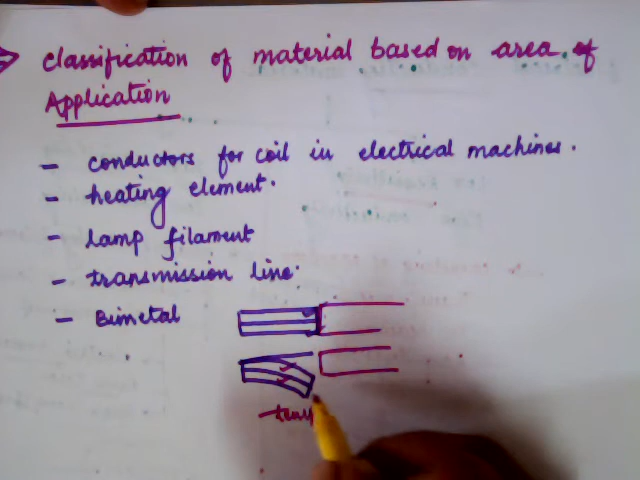 Classification of material based on area of
Application
- conductors for coil in electrical machines.
- heating element.
- lamp filament
- transmission line.
- Bimetal